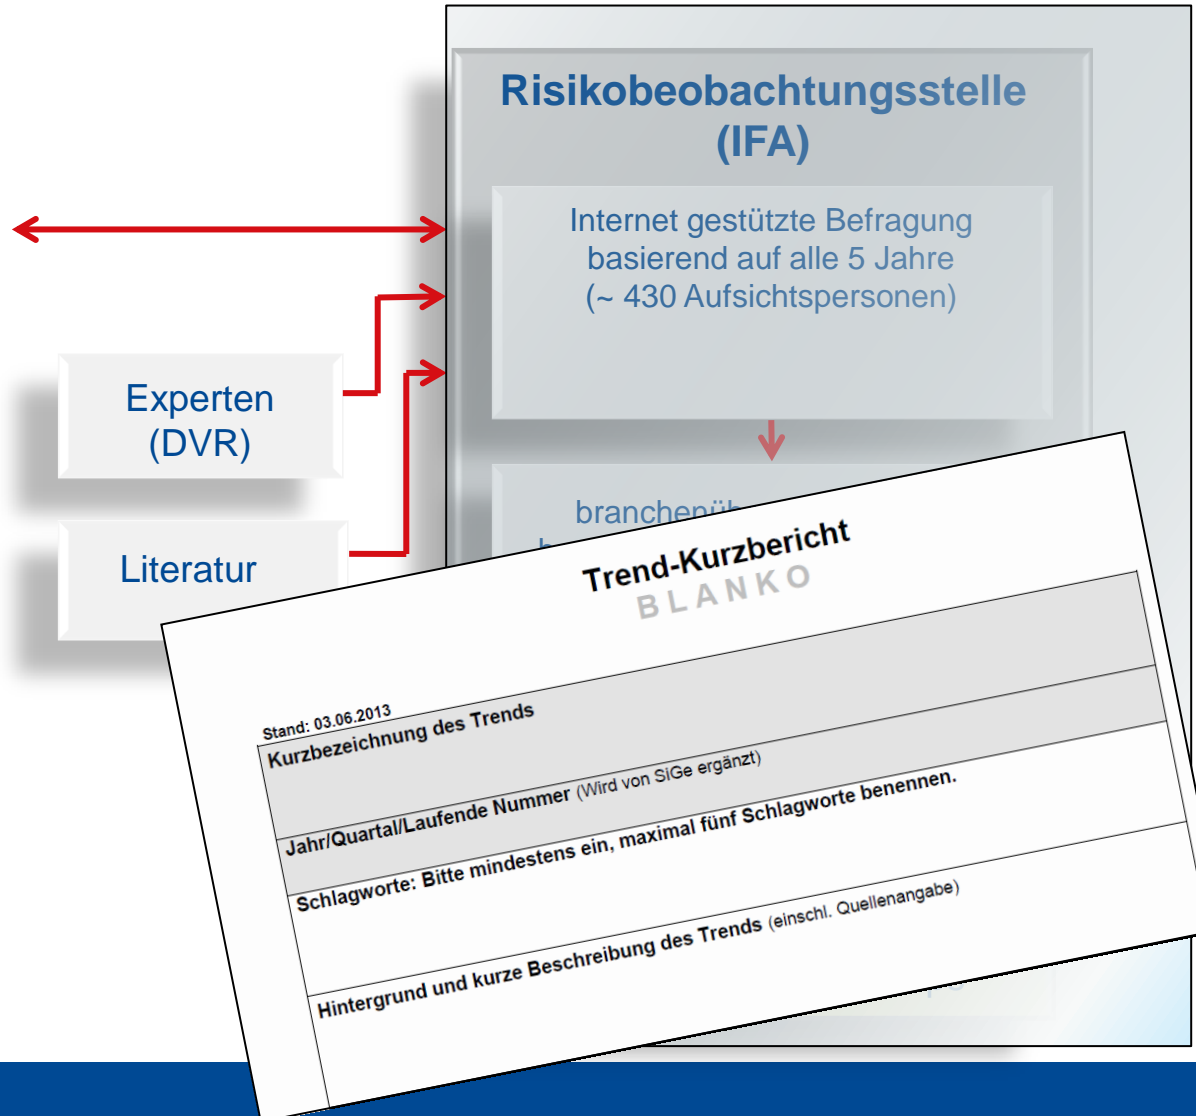 Risikobeobachtungsstelle
(IFA)
Internet gestützte Befragung
basierend auf alle 5 Jahre
(~ 430 Aufsichtspersonen)
Experten
(DVR)
Literatur
Trend-Kurzbericht
BLANKO
Stand: 03.06.2013
Kurzbezeichnung des Trends
Jahr/Quartal/Laufende Nummer (Wird von SiGe ergänzt)
Schlagworte: Bitte mindestens ein, maximal fünf Schlagworte benennen.
Hintergrund und kurze Beschreibung des Trends (einschl. Quellenangabe)